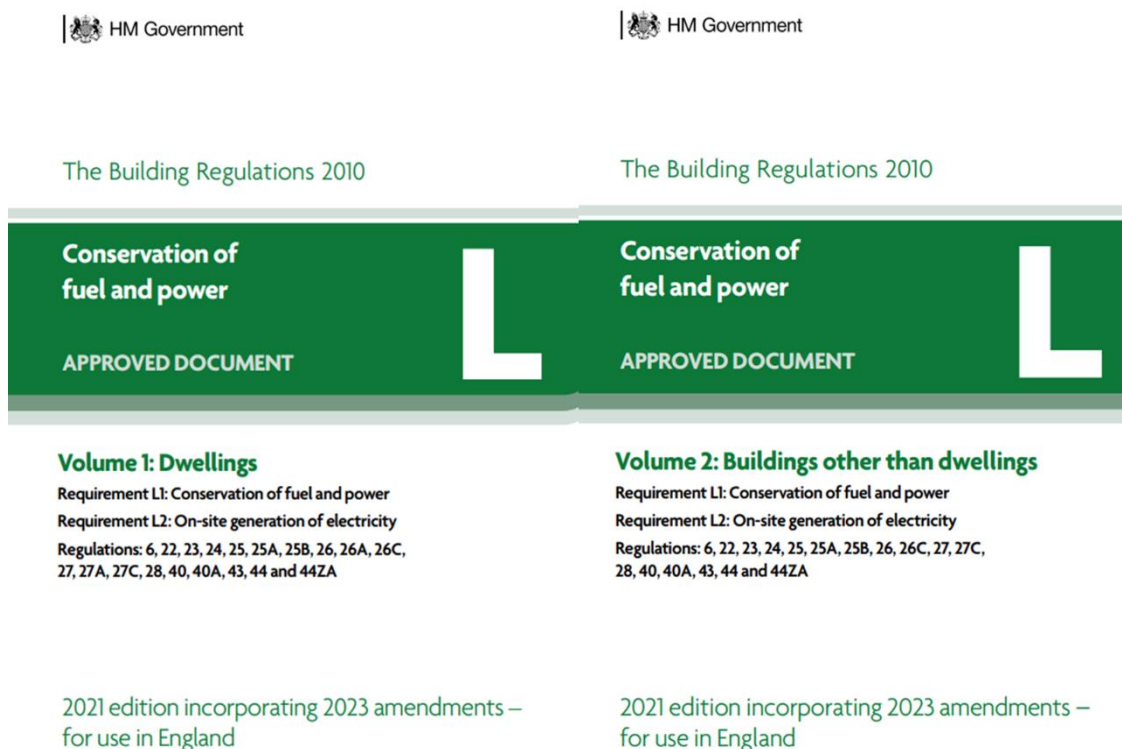 HM Government
The Building Regulations 2010
Conservation of
fuel and power
APPROVED DOCUMENT
L
Volume 1: Dwellings
Requirement L1: Conservation of fuel and power
Requirement L2: On-site generation of electricity
Regulations: 6, 22, 23, 24, 25, 25A, 25B, 26, 26A, 26C,
27, 27A, 27C, 28, 40, 40A, 43, 44 and 44ZA
2021 edition incorporating 2023 amendments –
for use in England
HM Government
The Building Regulations 2010
Conservation of
fuel and power
APPROVED DOCUMENT
L
Volume 2: Buildings other than dwellings
Requirement L1: Conservation of fuel and power
Requirement L2: On-site generation of electricity
Regulations: 6, 22, 23, 24, 25, 25A, 25B, 26, 26C, 27, 27C,
28, 40, 40A, 43, 44 and 44ZA
2021 edition incorporating 2023 amendments –
for use in England